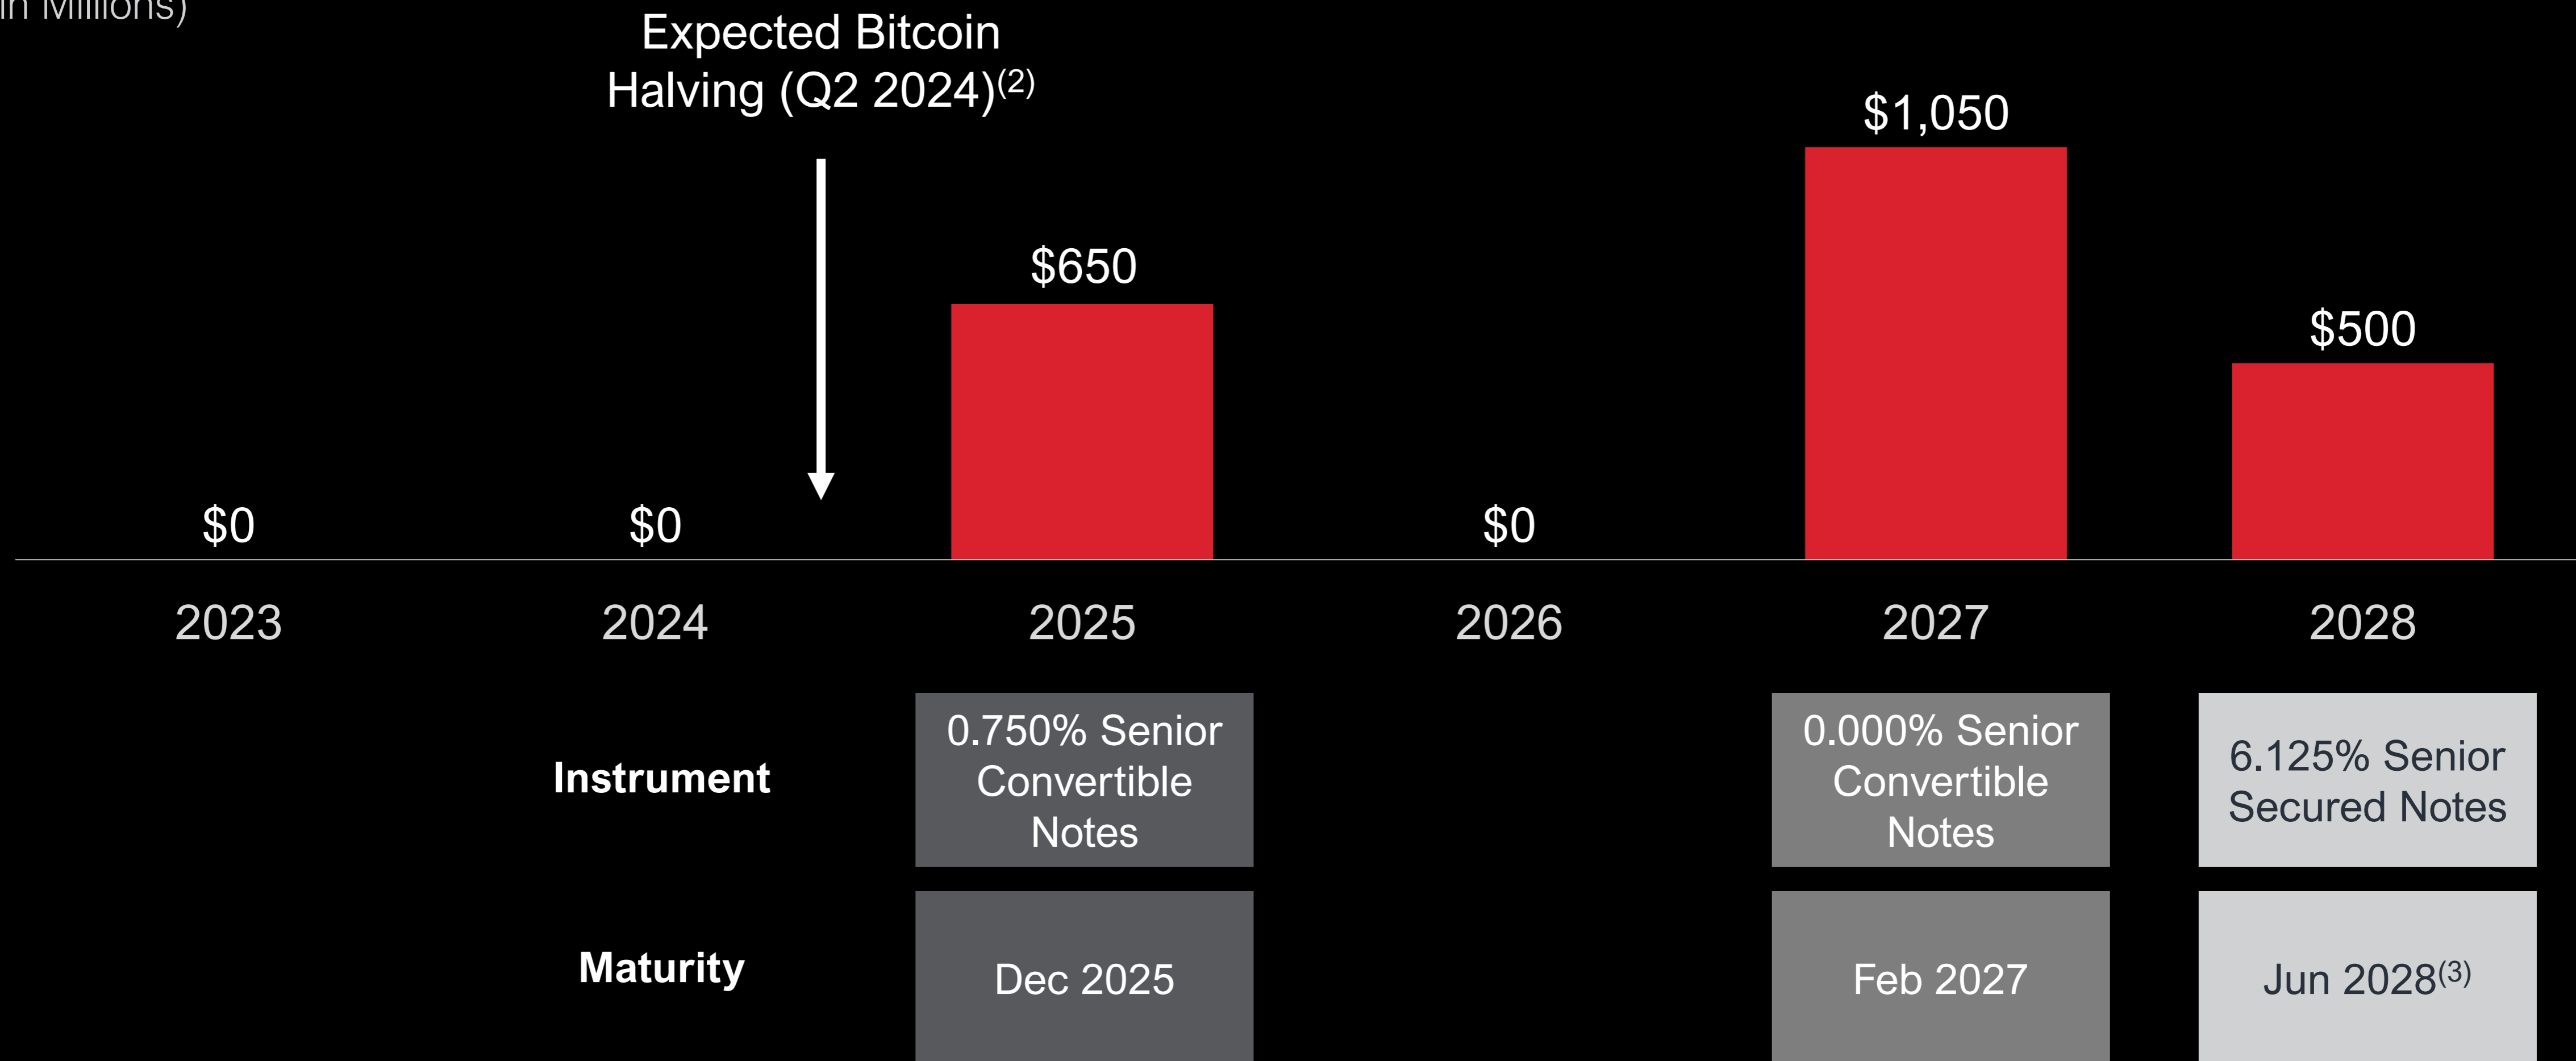 in Millions)
Expected Bitcoin
Halving (Q2 2024)(2)
$1,050
$650
$500
$0
$0
$0
2023
2024
2025
2026
2027
2028
Instrument
0.750% Senior
Convertible
Notes
0.000% Senior
Convertible
Notes
6.125% Senior
Secured Notes
Maturity
Dec 2025
Feb 2027
Jun 2028(3)